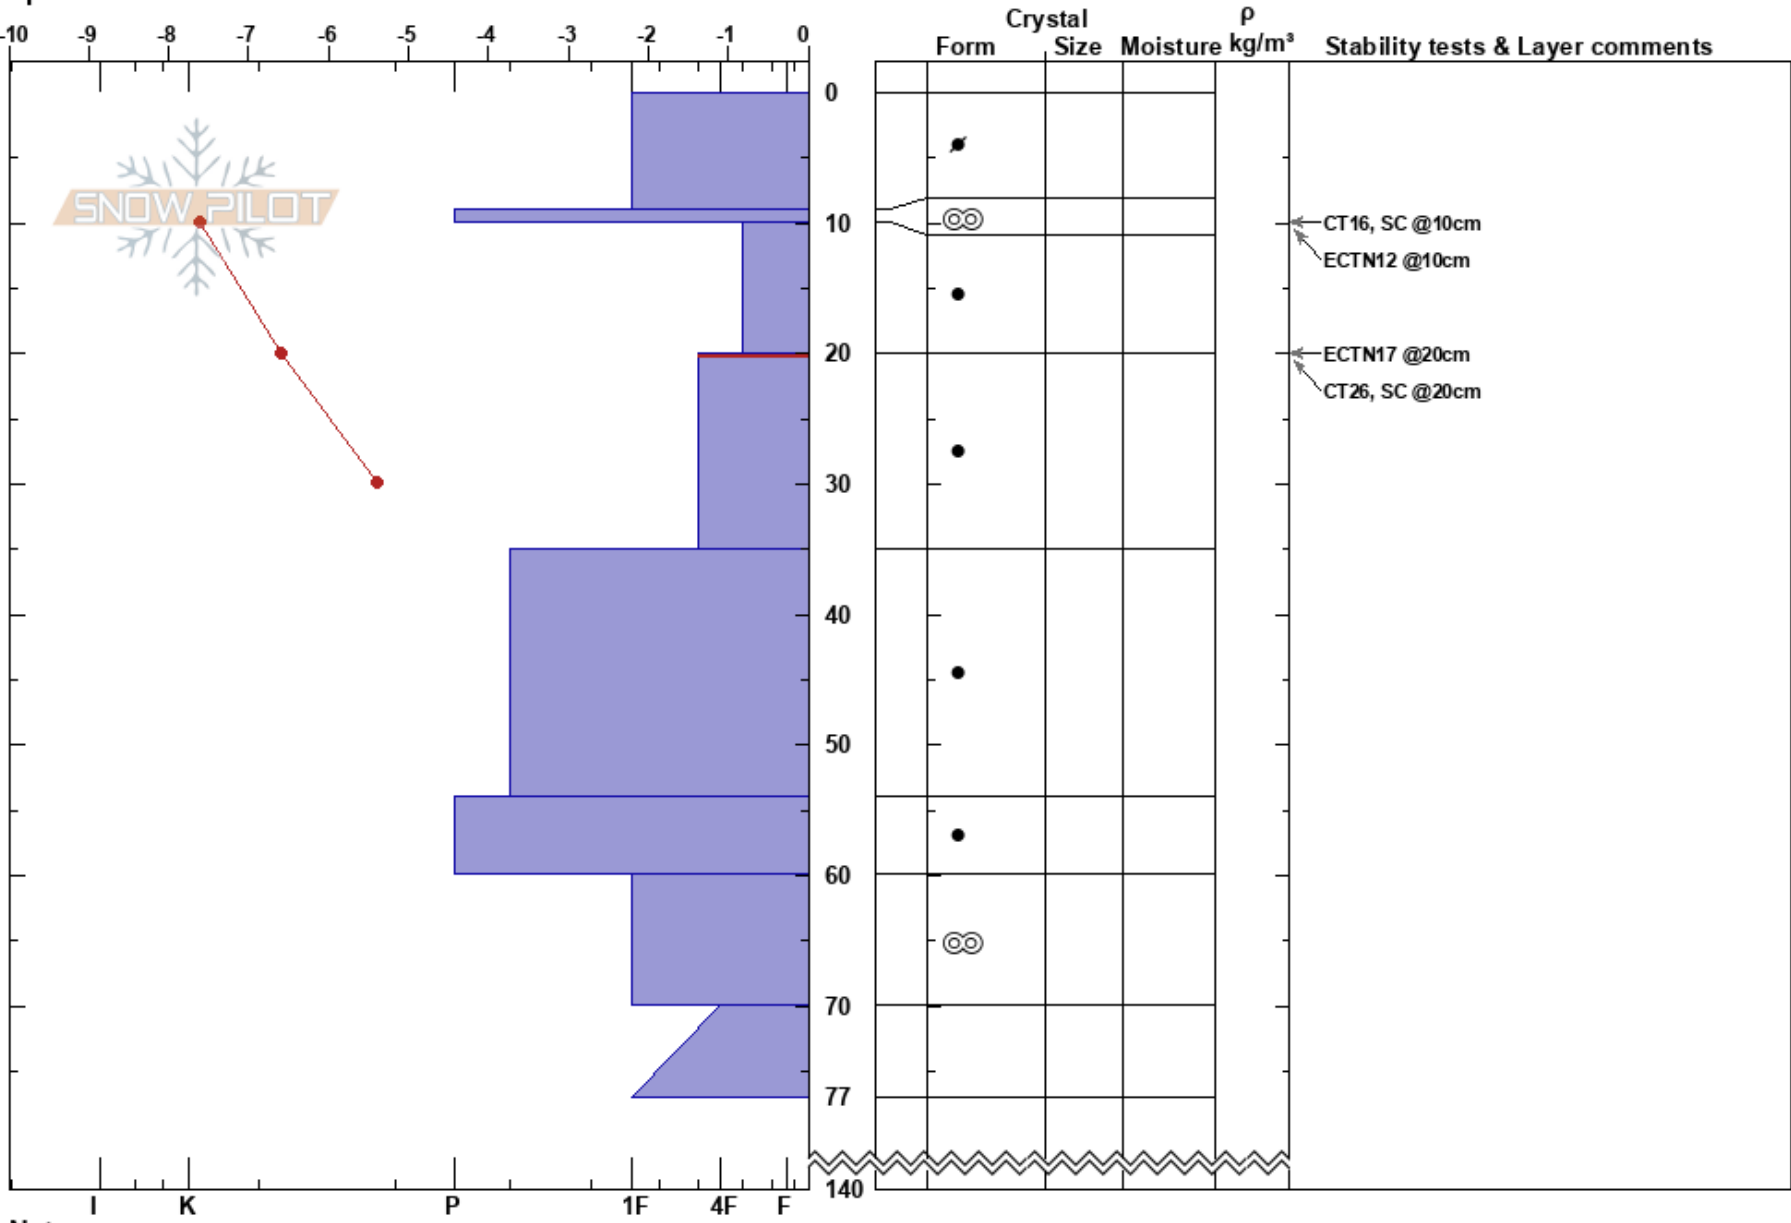 Crystal
ρ
-10 -9 -8 -7 -6 -5 -4 -3 -2 -1 0
Form Size Moisture kg/m³ Stability tests & Layer comments
0
SNOW PILOT
10
CT16, SC @10cm
ECTN12 @10cm
20
ECTN17 @20cm
CT26, SC @20cm
30
40
50
60
70
77
140
I K P 1F 4F F